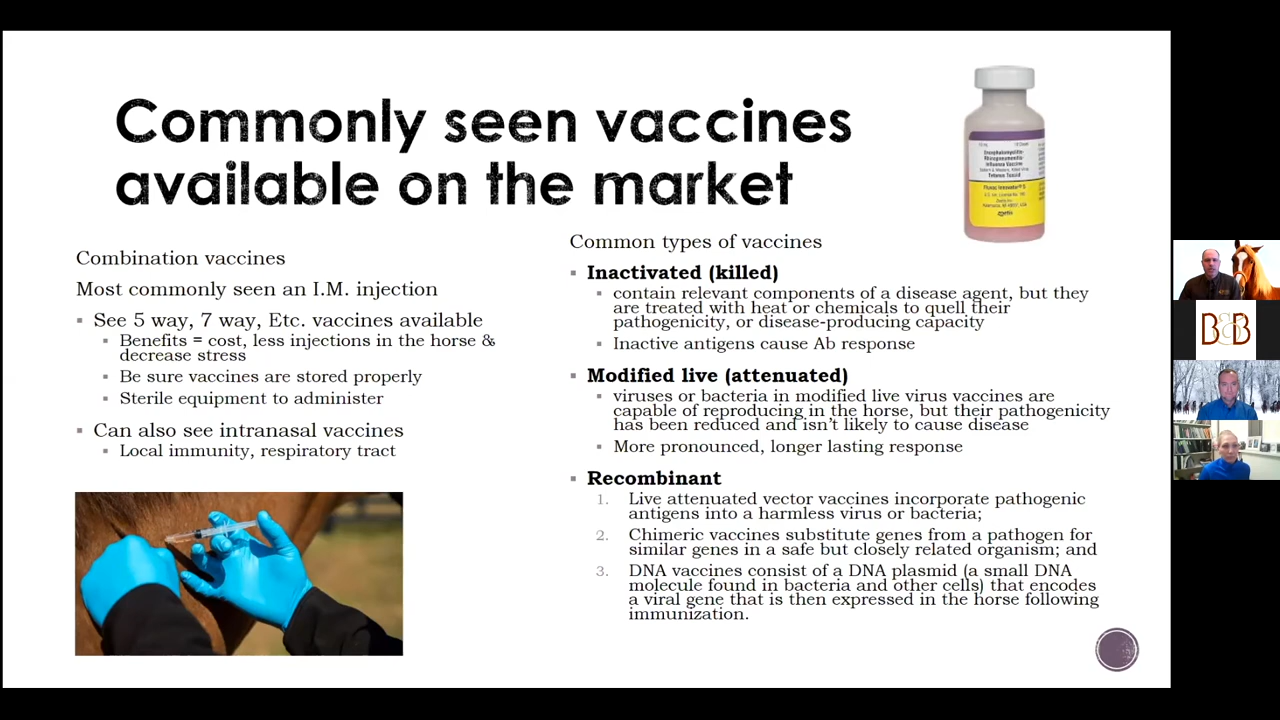 Commonly seen vaccines
available on the market
Combination vaccines
Most commonly seen an I.M. injection
See 5 way, 7 way, Etc. vaccines available
Benefits = cost, less injections in the horse &
decrease stress
Be sure vaccines are stored properly
Sterile equipment to administer
Can also see intranasal vaccines
Local immunity, respiratory tract
Common types of vaccines
Inactivated (killed)
contain relevant components of a disease agent, but they
are treated with heat or chemicals to quell their
pathogenicity, or disease-producing capacity
Inactive antigens cause Ab response
Modified live (attenuated)
viruses or bacteria in modified live virus vaccines are
capable of reproducing in the horse, but their pathogenicity
has been reduced and isn't likely to cause disease
More pronounced, longer lasting response
Recombinant
1. Live attenuated vector vaccines incorporate pathogenic
antigens into a harmless virus or bacteria;
2. Chimeric vaccines substitute genes from a pathogen for
similar genes in a safe but closely related organism; and
3. DNA vaccines consist of a DNA plasmid (a small DNA
molecule found in bacteria and other cells) that encodes
a viral gene that is then expressed in the horse following
immunization.
Influenza Vaccine
Tetanus Toxoid
Fluvac Innovator® 5
zoetis
B&B